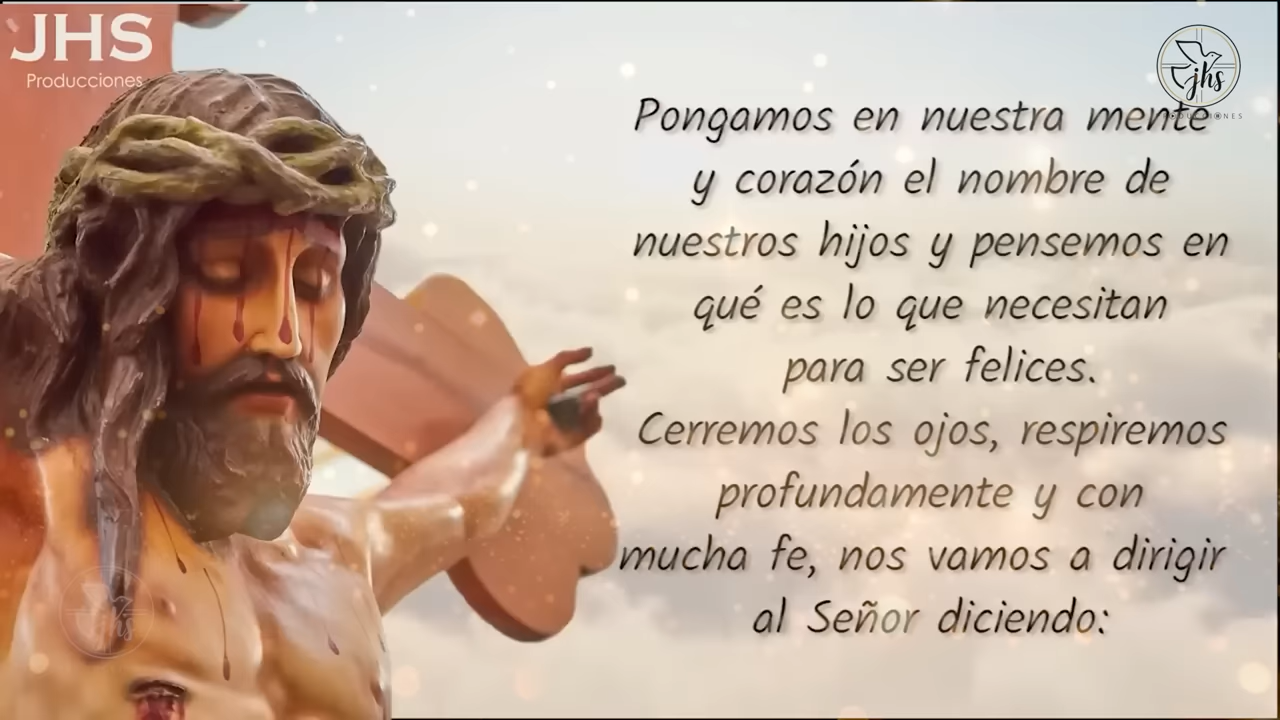 JHS
Producciones
jhs
Pongamos en nuestra mente
y corazón el nombre de
nuestros hijos y pensemos en
qué es lo que necesitan
para ser felices.
Cerremos los ojos, respiremos
profundamente y con
mucha fe, nos vamos a dirigir
al Señor diciendo:
jhs